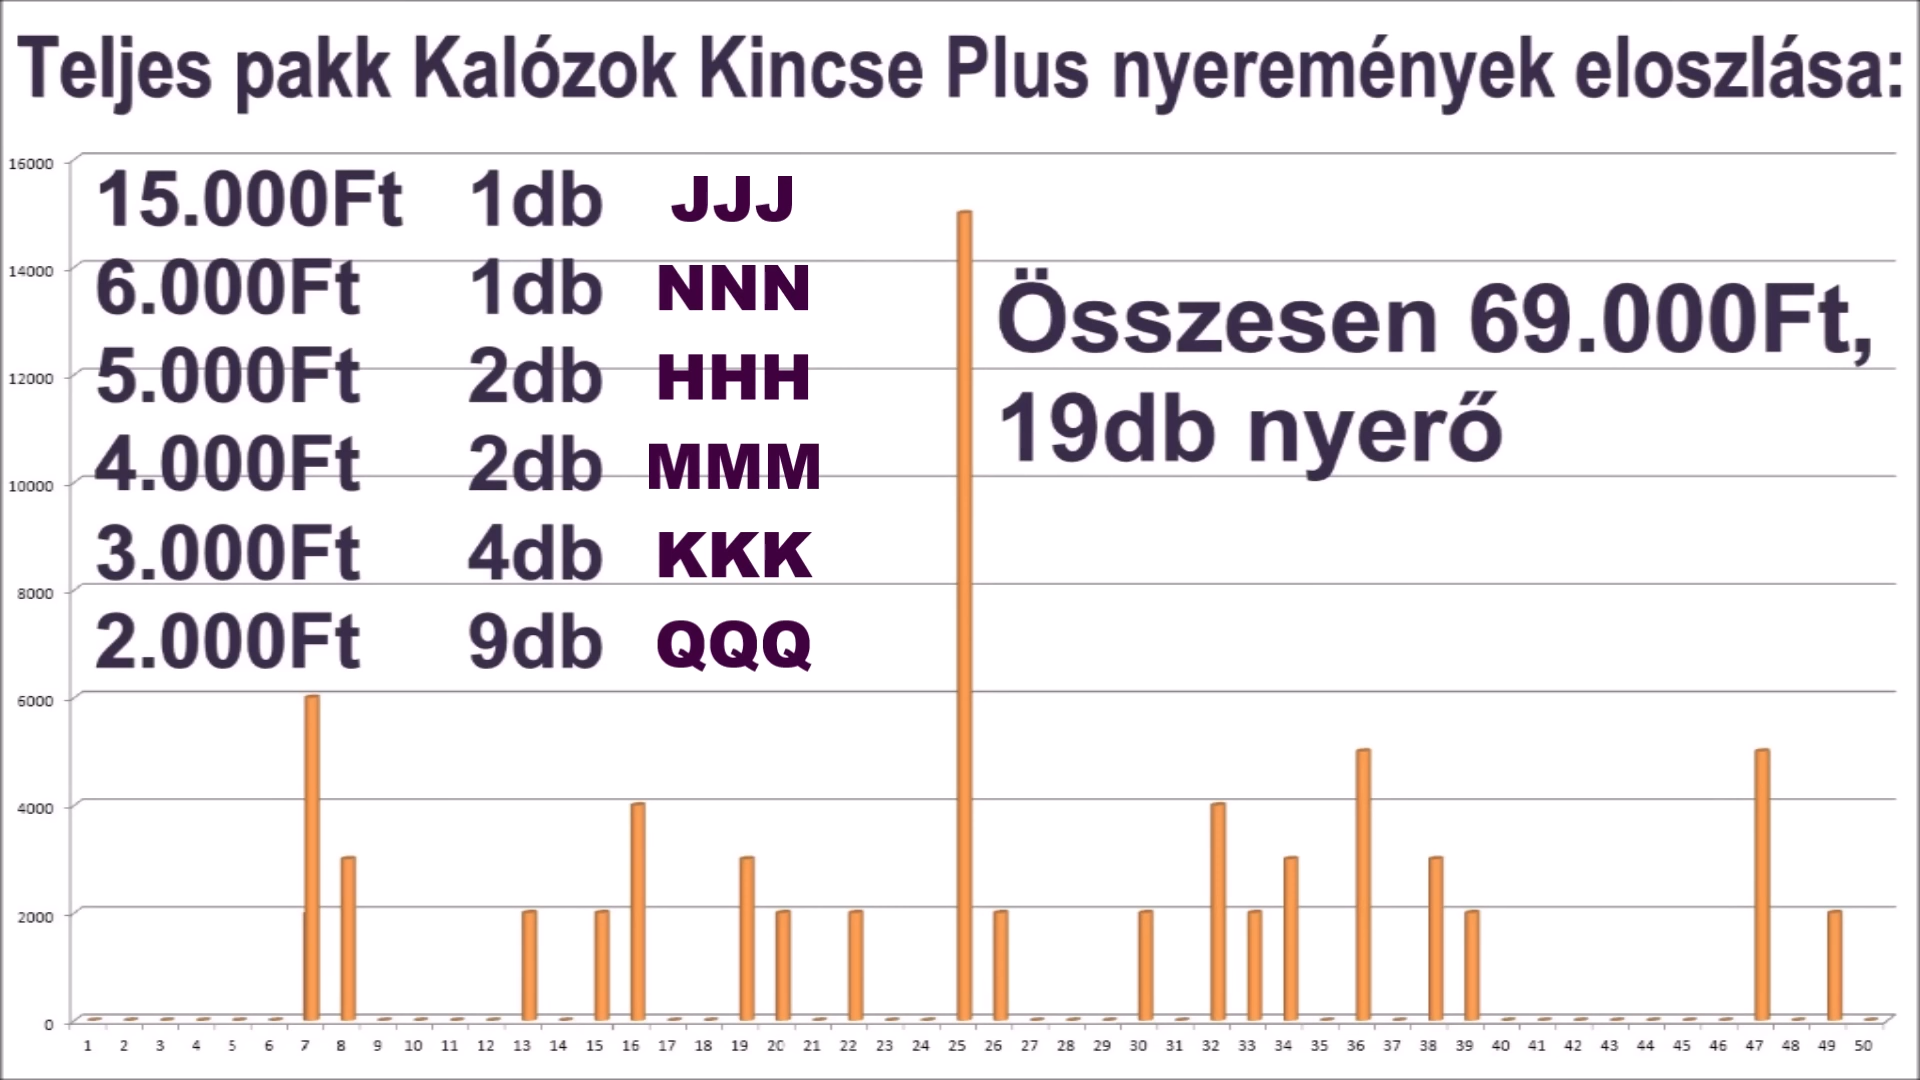 Teljes pakk Kalózok Kincse Plus nyeremények eloszlása:
16000
15.000Ft 1db JJJ
14000
6.000Ft 1db NNN
Összesen 69.000Ft,
12000
5.000Ft 2db HHH
19db nyerő
10000
4.000Ft 2db MMM
3.000Ft 4db KKK
8000
2.000Ft 9db QQQ
6000
4000
2000
0
1 2 3 4 5 6 7 8 9 10 11 12 13 14 15 16 17 18 19 20 21 22 23 24 25 26 27 28 29 30 31 32 33 34 35 36 37 38 39 40 41 42 43 44 45 46 47 48 49 50